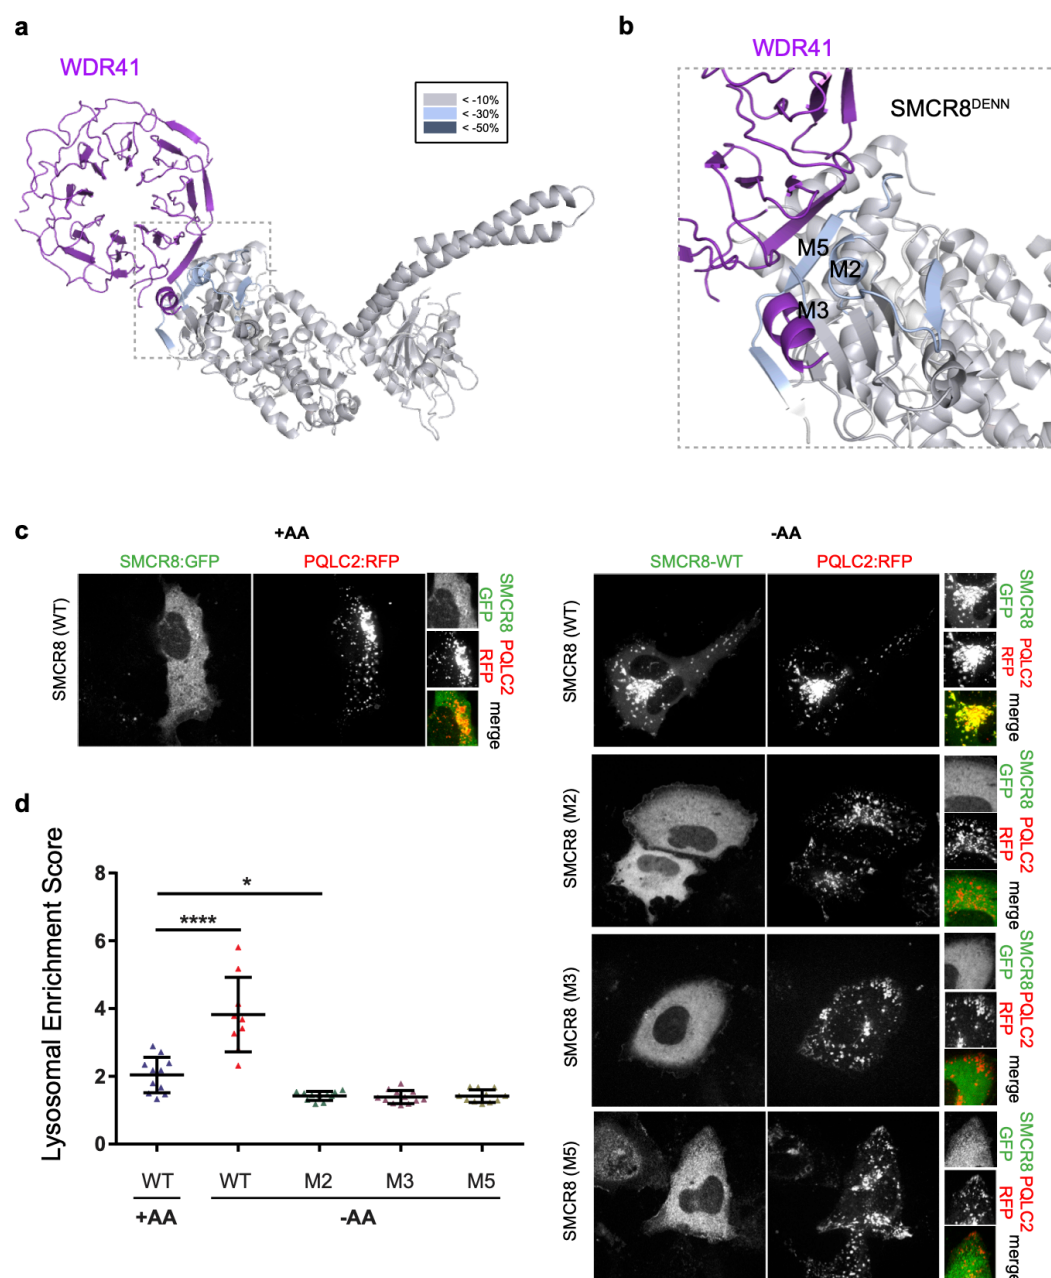 a
WDR41
< -10%
< -30%
< -50%
b
WDR41
SMCR8DENN
M5
M2
M3
c
+AA
SMCR8:GFP
PQLC2:RFP
SMCR8 (WT)
SMCR8
GFP
PQLC2
RFP
merge
-AA
SMCR8-WT
PQLC2:RFP
SMCR8 (WT)
SMCR8
GFP
PQLC2
RFP
merge
SMCR8 (M2)
SMCR8
GFP
PQLC2
RFP
merge
SMCR8 (M3)
SMCR8
GFP
PQLC2
RFP
merge
SMCR8 (M5)
SMCR8
GFP
PQLC2
RFP
merge
d
Lysosomal Enrichment Score
8
6
4
2
0
*
****
WT
WT
M2
M3
M5
+AA
-AA